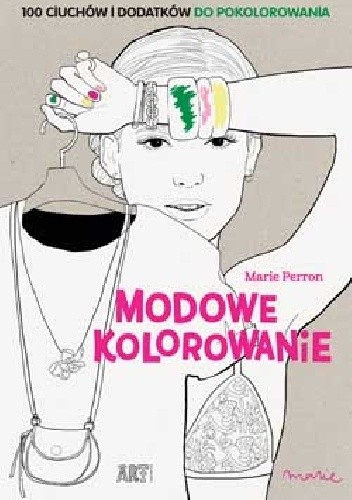 100 CIUCHÓW I DODATKÓW DO POKOLOROWANIA
Marie Perron
MODOWE
KOLOROWANiE
ART!
marie